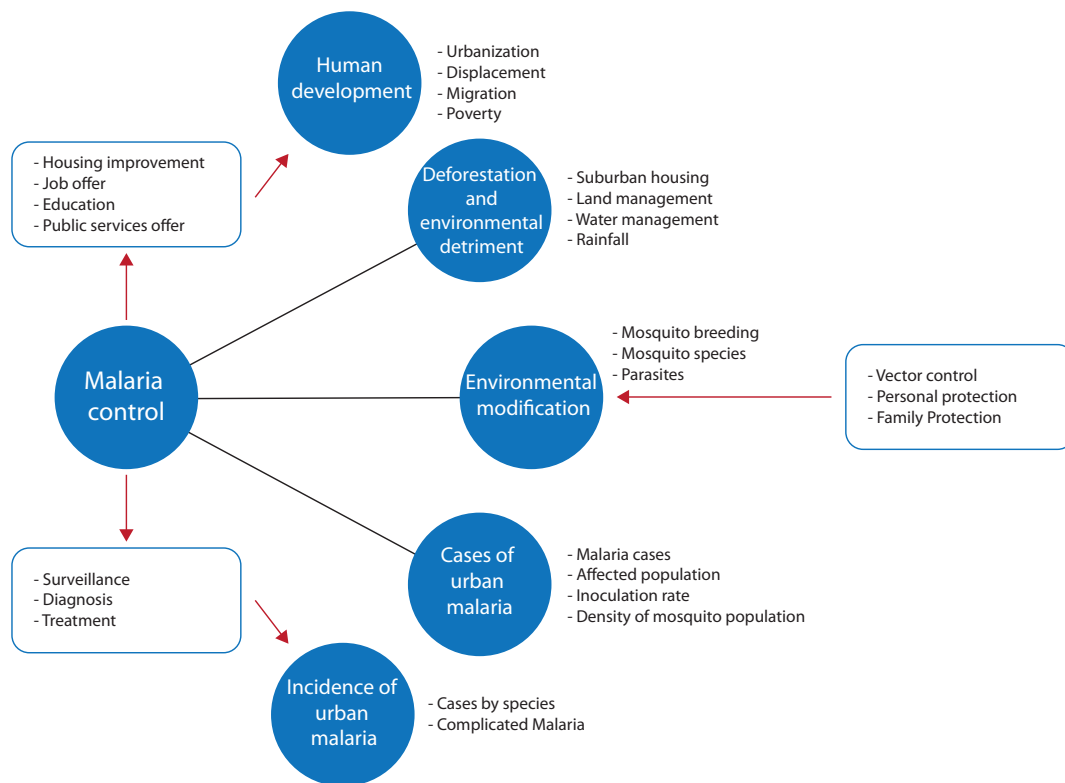 Human
development
- Urbanization
- Displacement
- Migration
- Poverty
- Housing improvement
- Job offer
- Education
- Public services offer
Deforestation
and
environmental
detriment
- Suburban housing
- Land management
- Water management
- Rainfall
Malaria
control
Environmental
modification
- Mosquito breeding
- Mosquito species
- Parasites
- Vector control
- Personal protection
- Family Protection
Cases of
urban
malaria
- Malaria cases
- Affected population
- Inoculation rate
- Density of mosquito population
- Surveillance
- Diagnosis
- Treatment
Incidence of
urban
malaria
- Cases by species
- Complicated Malaria